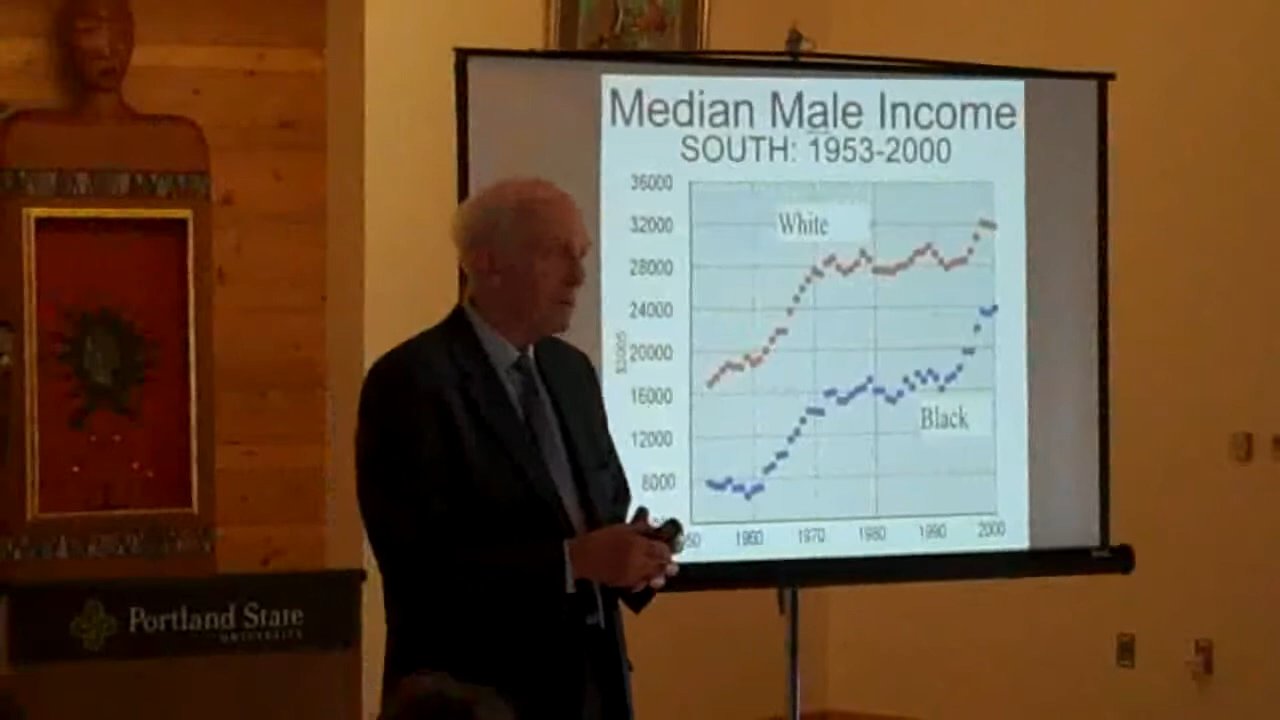 Median Male Income
SOUTH: 1953-2000
36000
32000
28000
24000
20000
16000
12000
8000
White
Black
50
1960
1970
1980
1990
2000
Portland State
UNIVERSITY